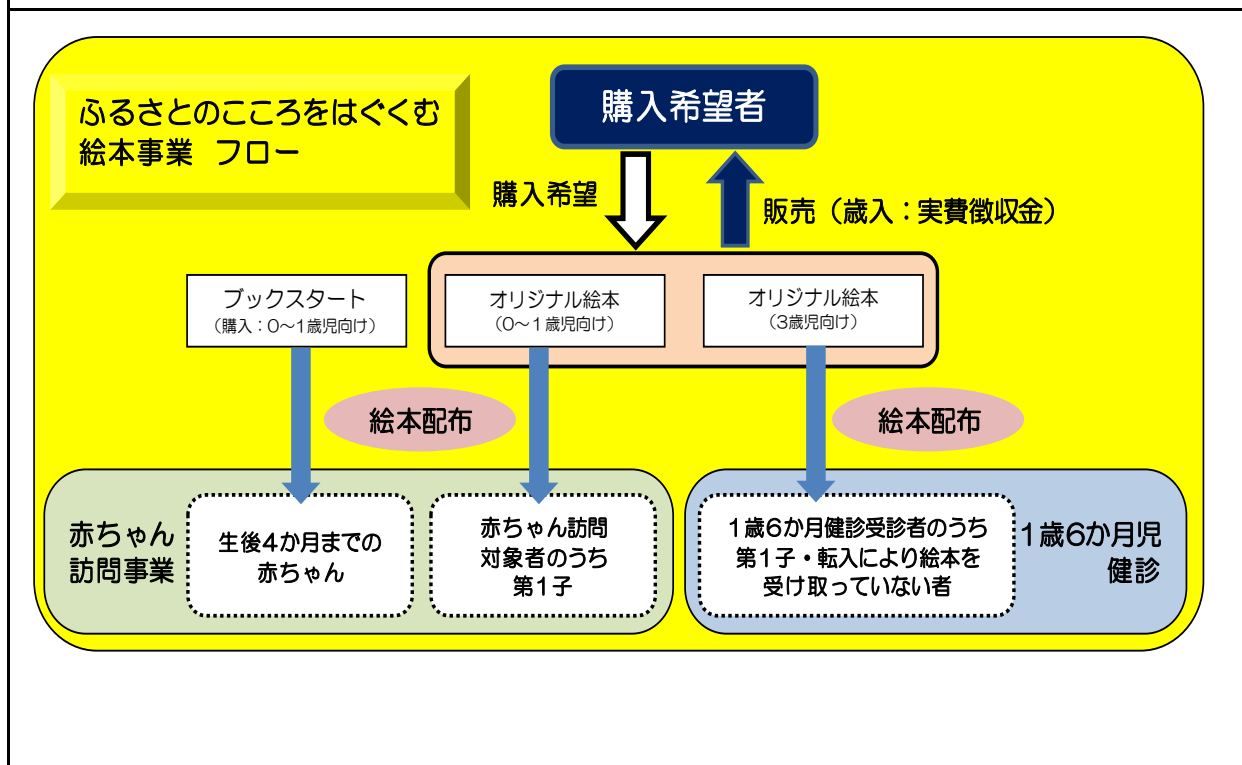 ふるさとのこころをはぐくむ
絵本事業 フロー
購入希望者
購入希望
販売（歳入：実費徴収金）
ブックスタート
（購入：0～1歳児向け）
オリジナル絵本
（0～1歳児向け）
オリジナル絵本
（3歳児向け）
絵本配布
絵本配布
赤ちゃん
訪問事業
生後4か月までの
赤ちゃん
赤ちゃん訪問
対象者のうち
第1子
1歳6か月健診受診者のうち
第1子・転入により絵本を
受け取っていない者
1歳6か月児
健診